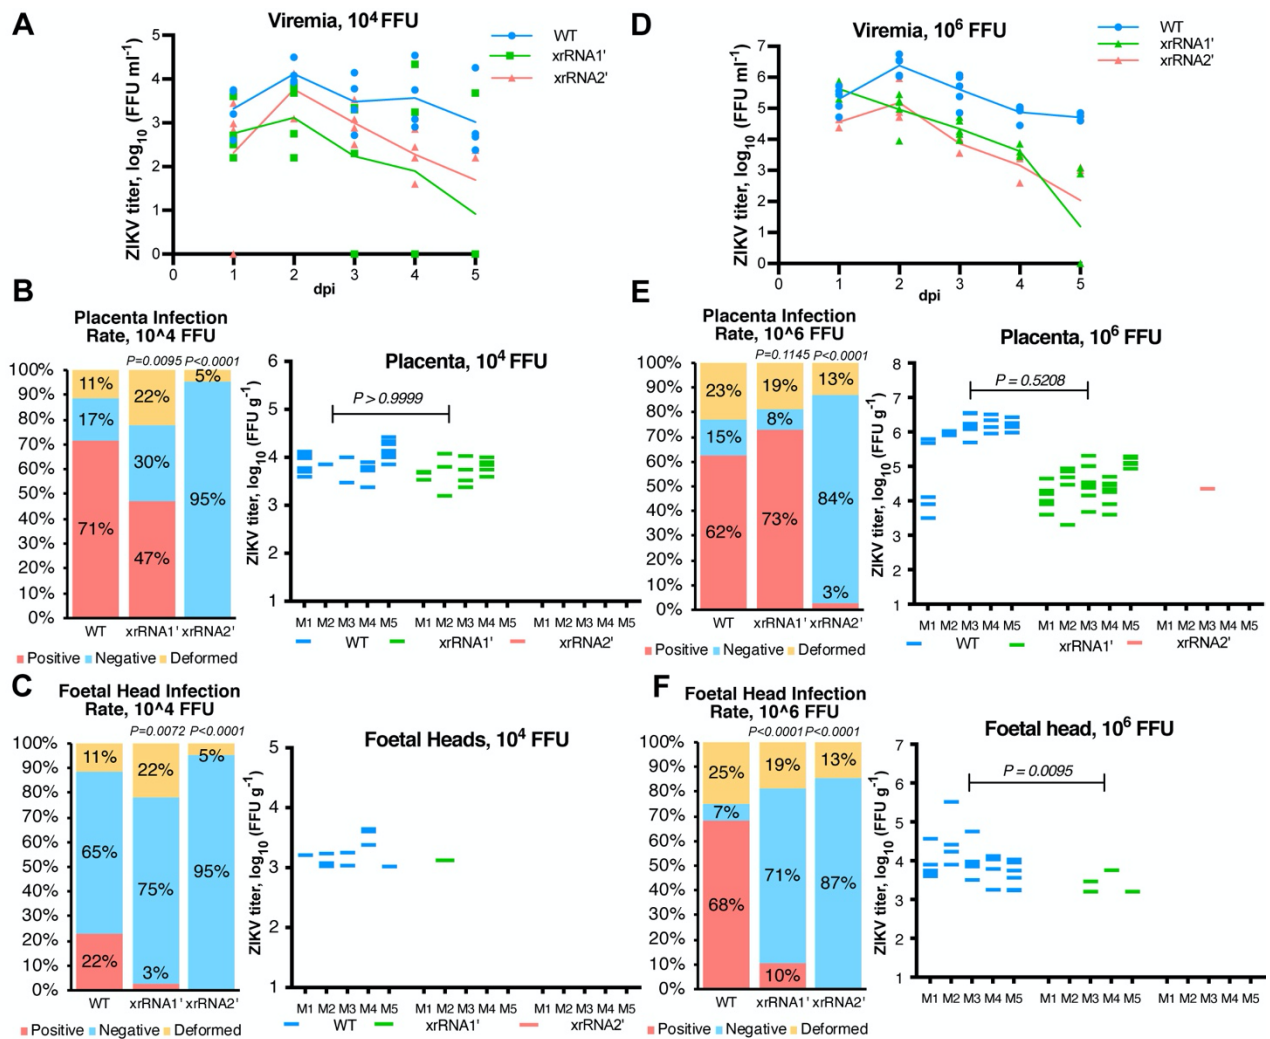 A
Viremia, 10⁴ FFU
WT
xrRNA1'
xrRNA2'
ZIKV titer, log₁₀ (FFU ml⁻¹)
5
4
3
2
1
0
0 1 2 3 4 5
dpi
D
Viremia, 10⁶ FFU
WT
xrRNA1'
xrRNA2'
ZIKV titer, log₁₀ (FFU ml⁻¹)
7
6
5
4
3
2
1
0
0 1 2 3 4 5
dpi
B
Placenta Infection
Rate, 10^4 FFU
P=0.0095 P<0.0001
100%
90%
80%
70%
60%
50%
40%
30%
20%
10%
0%
11% 22% 5%
17% 30% 95%
71% 47%
WT xrRNA1' xrRNA2'
Positive Negative Deformed
Placenta, 10⁴ FFU
P > 0.9999
ZIKV titer, log₁₀ (FFU g⁻¹)
6
5
4
3
2
1
M1 M2 M3 M4 M5 M1 M2 M3 M4 M5 M1 M2 M3 M4 M5
WT xrRNA1' xrRNA2'
E
Placenta Infection
Rate, 10^6 FFU
P=0.1145 P<0.0001
100%
90%
80%
70%
60%
50%
40%
30%
20%
10%
0%
23% 19% 13%
15% 8% 84%
62% 73% 3%
WT xrRNA1' xrRNA2'
Positive Negative Deformed
Placenta, 10⁶ FFU
P = 0.5208
ZIKV titer, log₁₀ (FFU g⁻¹)
8
7
6
5
4
3
2
1
M1 M2 M3 M4 M5 M1 M2 M3 M4 M5 M1 M2 M3 M4 M5
WT xrRNA1' xrRNA2'
C
Foetal Head Infection
Rate, 10^4 FFU
P=0.0072 P<0.0001
100%
90%
80%
70%
60%
50%
40%
30%
20%
10%
0%
11% 22% 5%
65% 75% 95%
22% 3%
WT xrRNA1' xrRNA2'
Positive Negative Deformed
Foetal Heads, 10⁴ FFU
ZIKV titer, log₁₀ (FFU g⁻¹)
5
4
3
2
1
M1 M2 M3 M4 M5 M1 M2 M3 M4 M5 M1 M2 M3 M4 M5
WT xrRNA1' xrRNA2'
F
Foetal Head Infection
Rate, 10^6 FFU
P<0.0001 P<0.0001
100%
90%
80%
70%
60%
50%
40%
30%
20%
10%
0%
25% 19% 13%
7% 71% 87%
68% 10%
WT xrRNA1' xrRNA2'
Positive Negative Deformed
Foetal head, 10⁶ FFU
P = 0.0095
ZIKV titer, log₁₀ (FFU g⁻¹)
7
6
5
4
3
2
1
M1 M2 M3 M4 M5 M1 M2 M3 M4 M5 M1 M2 M3 M4 M5